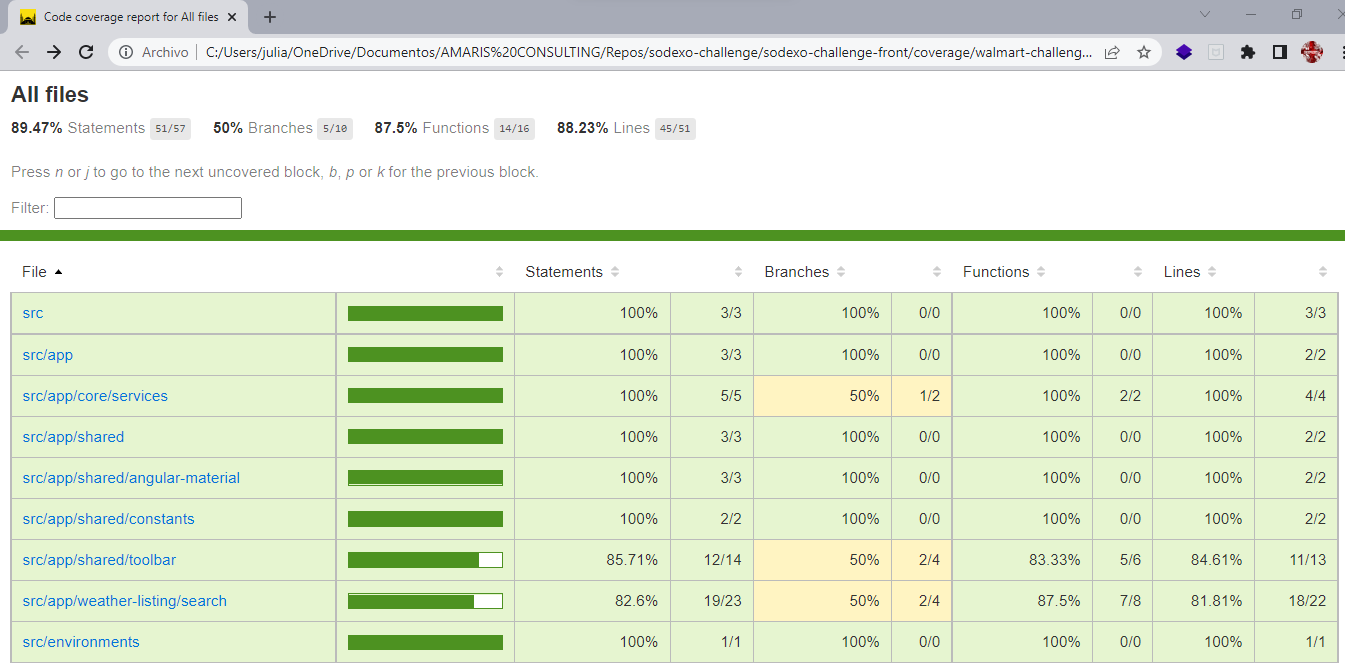 Code coverage report for All files
Archivo C:/Users/julia/OneDrive/Documentos/AMARIS%20CONSULTING/Repos/sodexo-challenge/sodexo-challenge-front/coverage/walmart-challeng...
All files
89.47% Statements 51/57 50% Branches 5/10 87.5% Functions 14/16 88.23% Lines 45/51
Press n or j to go to the next uncovered block, b, p or k for the previous block.
Filter:
File Statements Branches Functions Lines
src 100% 3/3 100% 0/0 100% 0/0 100% 3/3
src/app 100% 3/3 100% 0/0 100% 0/0 100% 2/2
src/app/core/services 100% 5/5 50% 1/2 100% 2/2 100% 4/4
src/app/shared 100% 3/3 100% 0/0 100% 0/0 100% 2/2
src/app/shared/angular-material 100% 3/3 100% 0/0 100% 0/0 100% 2/2
src/app/shared/constants 100% 2/2 100% 0/0 100% 0/0 100% 2/2
src/app/shared/toolbar 85.71% 12/14 50% 2/4 83.33% 5/6 84.61% 11/13
src/app/weather-listing/search 82.6% 19/23 50% 2/4 87.5% 7/8 81.81% 18/22
src/environments 100% 1/1 100% 0/0 100% 0/0 100% 1/1